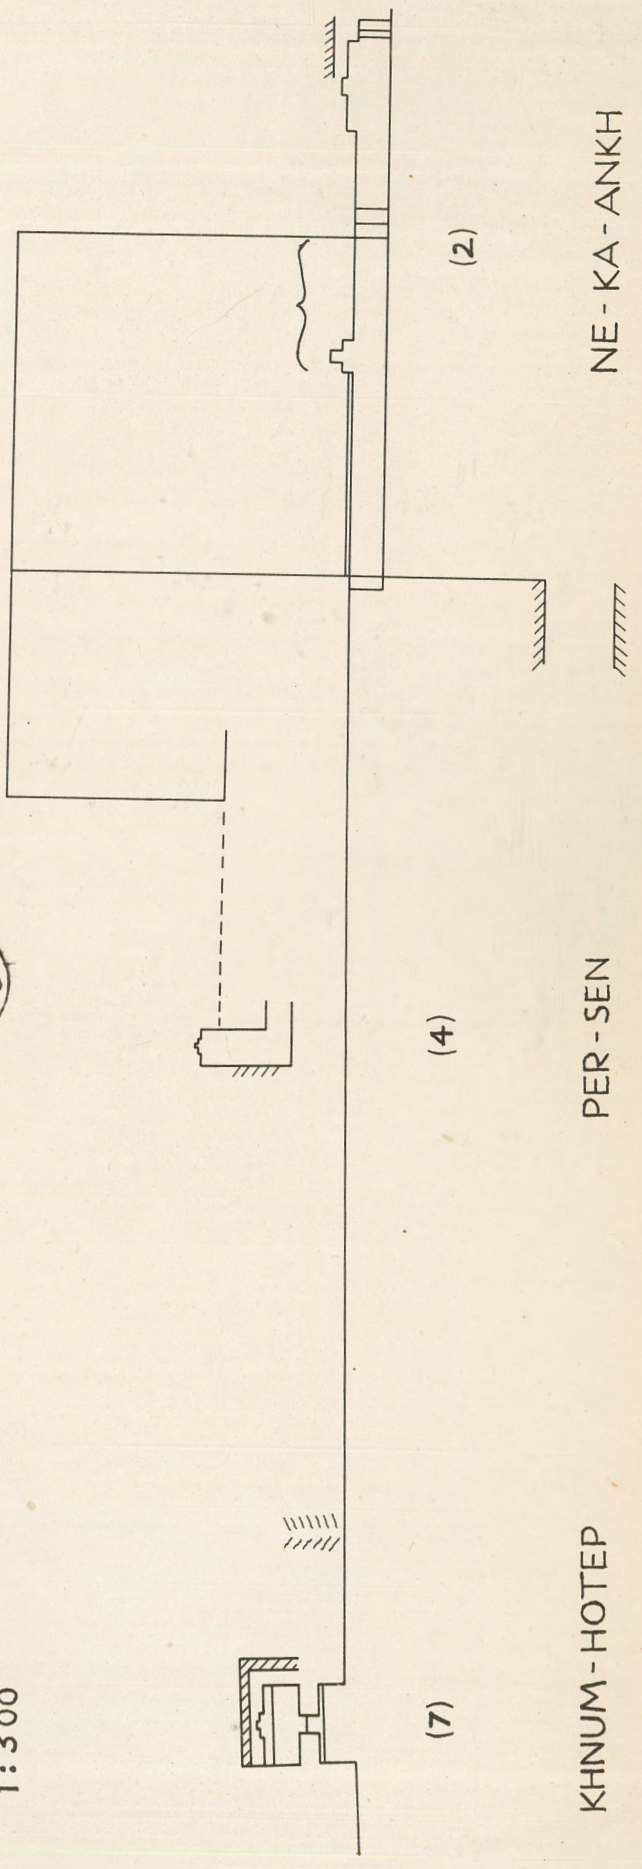 1:300
(7)
(4)
(2)
KHNUM-HOTEP
PER-SEN
NE-KA-ANKH